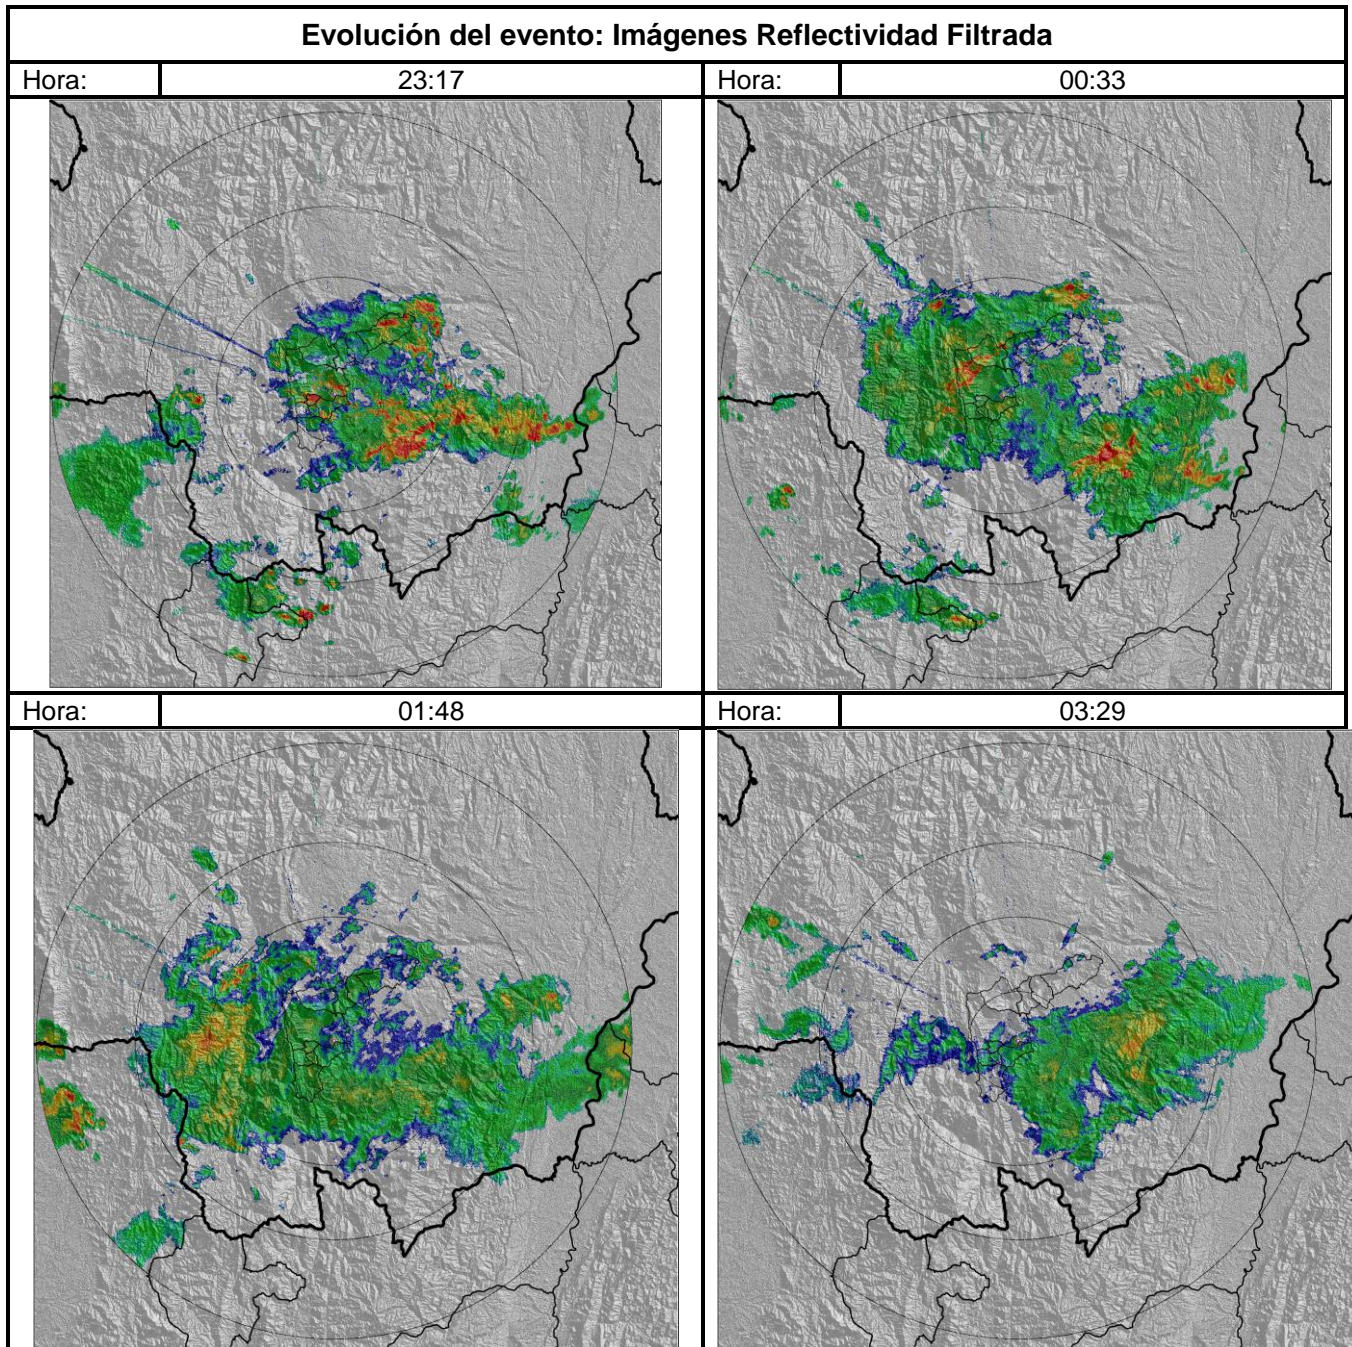 Evolución del evento: Imágenes Reflectividad Filtrada
Hora: 23:17 Hora: 00:33
Hora: 01:48 Hora: 03:29